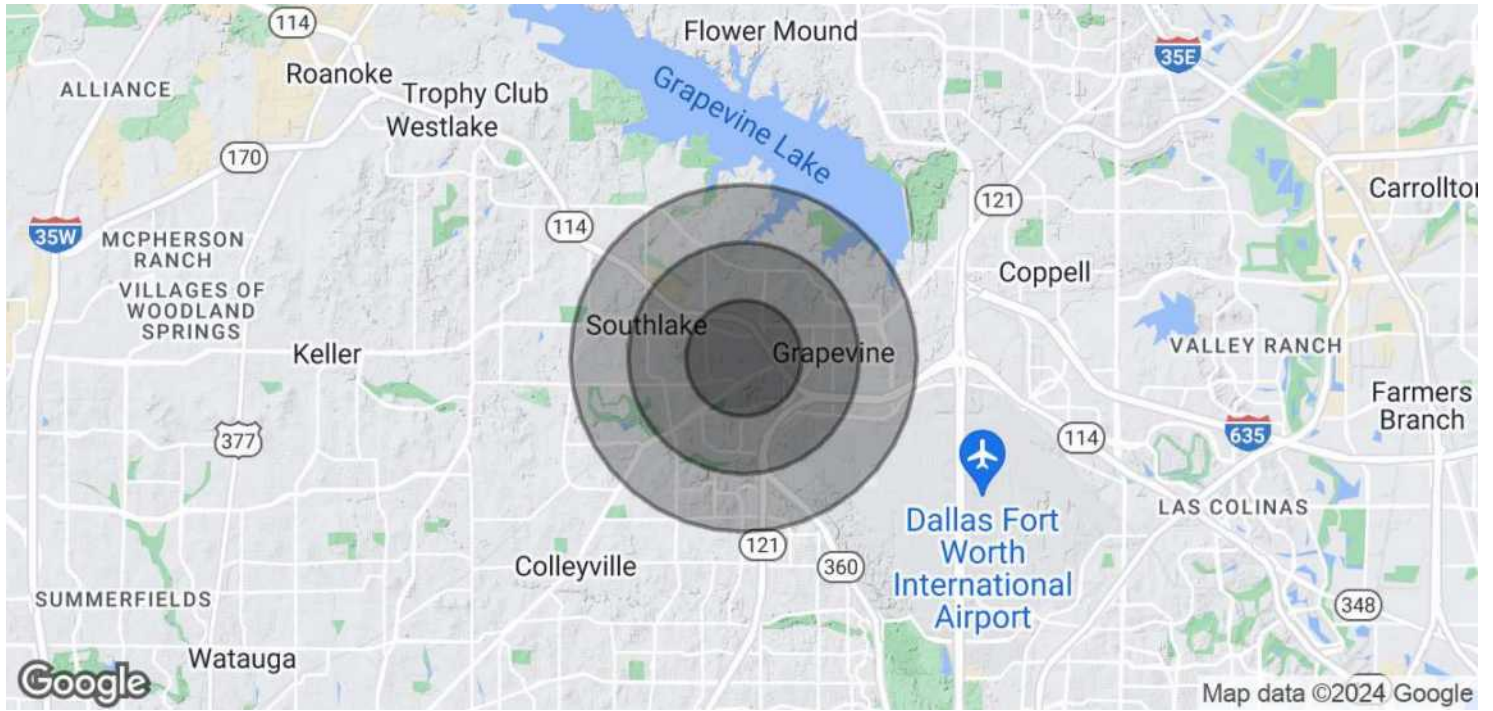 114
Flower Mound
35E
Roanoke
ALLIANCE
Trophy Club
Westlake
Grapevine Lake
170
121
Carrollton
114
35W
MCPHERSON
RANCH
Coppell
VILLAGES OF
WOODLAND
SPRINGS
Southlake
Keller
Grapevine
VALLEY RANCH
Farmers
Branch
377
114
635
Dallas Fort
Worth
International
Airport
LAS COLINAS
121
360
Colleyville
SUMMERFIELDS
348
Watauga
Google
Map data ©2024 Google